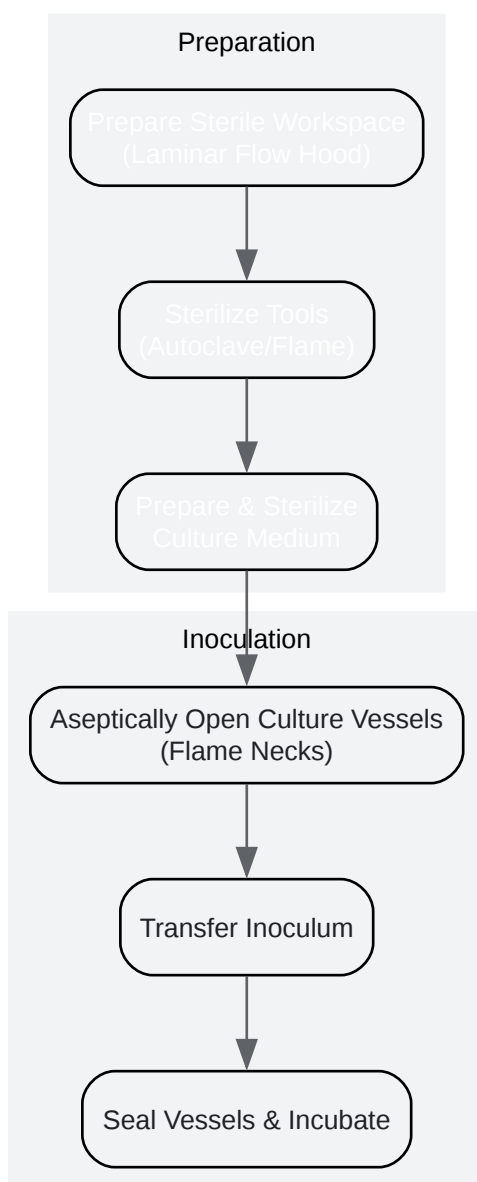 Preparation
Prepare Sterile Workspace
(Laminar Flow Hood)
Sterilize Tools
(Autoclave/Flame)
Prepare & Sterilize
Culture Medium
Inoculation
Aseptically Open Culture Vessels
(Flame Necks)
Transfer Inoculum
Seal Vessels & Incubate